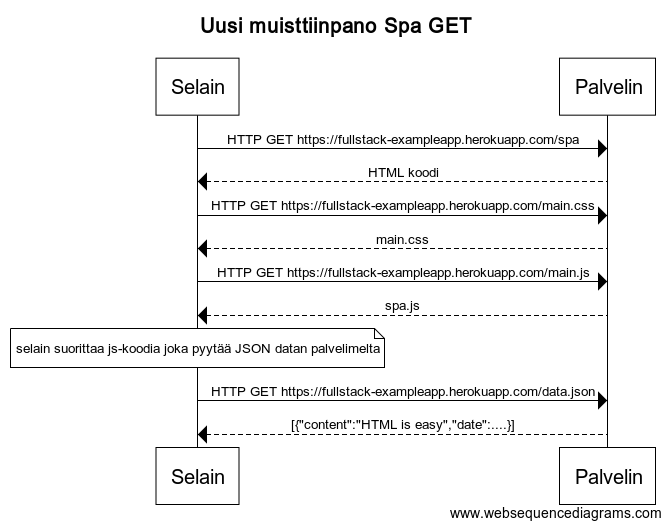 Uusi muisttiinpano Spa GET
Selain
Palvelin
HTTP GET https://fullstack-exampleapp.herokuapp.com/spa
HTML koodi
HTTP GET https://fullstack-exampleapp.herokuapp.com/main.css
main.css
HTTP GET https://fullstack-exampleapp.herokuapp.com/main.js
spa.js
selain suorittaa js-koodia joka pyytää JSON datan palvelimelta
HTTP GET https://fullstack-exampleapp.herokuapp.com/data.json
[{"content":"HTML is easy","date":....}]
Selain
Palvelin
www.websequencediagrams.com